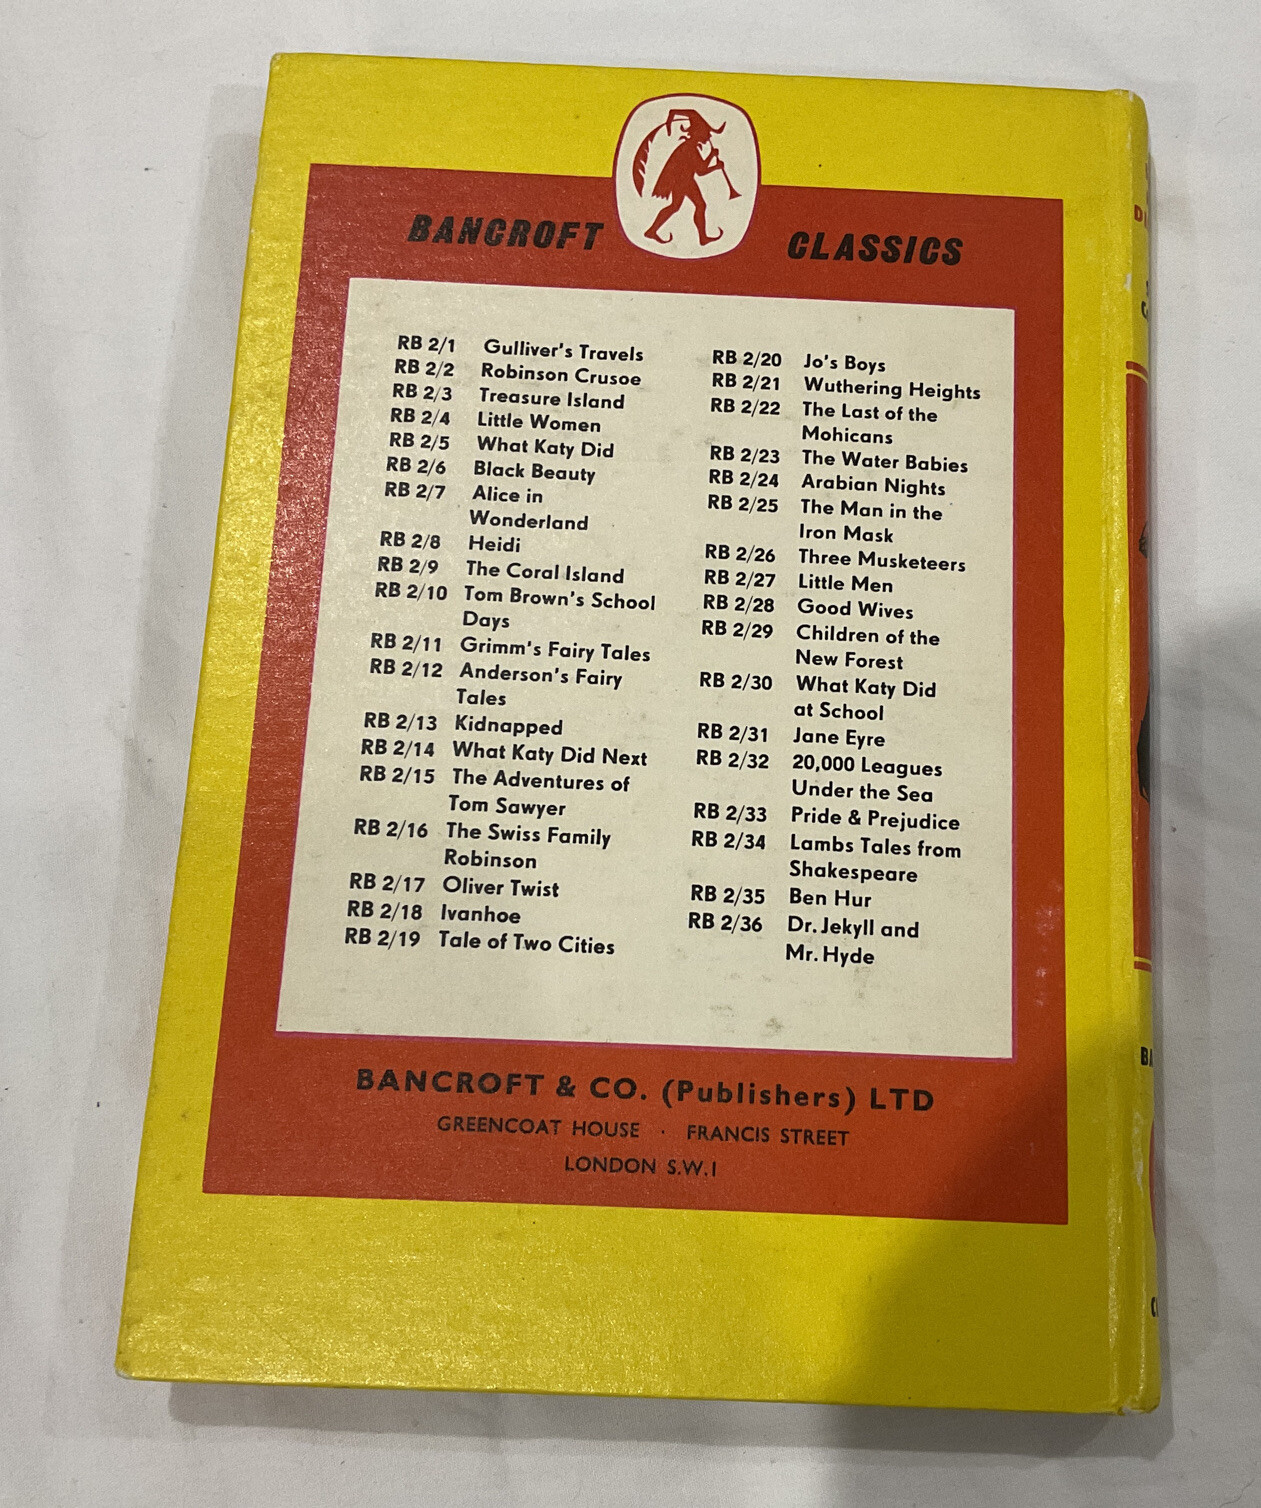 BANCROFT CLASSICS
RB 2/1 Gulliver's Travels
RB 2/2 Robinson Crusoe
RB 2/3 Treasure Island
RB 2/4 Little Women
RB 2/5 What Katy Did
RB 2/6 Black Beauty
RB 2/7 Alice in
Wonderland
RB 2/8 Heidi
RB 2/9 The Coral Island
RB 2/10 Tom Brown's School
Days
RB 2/11 Grimm's Fairy Tales
RB 2/12 Anderson's Fairy
Tales
RB 2/13 Kidnapped
RB 2/14 What Katy Did Next
RB 2/15 The Adventures of
Tom Sawyer
RB 2/16 The Swiss Family
Robinson
RB 2/17 Oliver Twist
RB 2/18 Ivanhoe
RB 2/19 Tale of Two Cities
RB 2/20 Jo's Boys
RB 2/21 Wuthering Heights
RB 2/22 The Last of the
Mohicans
RB 2/23 The Water Babies
RB 2/24 Arabian Nights
RB 2/25 The Man in the
Iron Mask
RB 2/26 Three Musketeers
RB 2/27 Little Men
RB 2/28 Good Wives
RB 2/29 Children of the
New Forest
RB 2/30 What Katy Did
at School
RB 2/31 Jane Eyre
RB 2/32 20,000 Leagues
Under the Sea
RB 2/33 Pride & Prejudice
RB 2/34 Lambs Tales from
Shakespeare
RB 2/35 Ben Hur
RB 2/36 Dr. Jekyll and
Mr. Hyde
BANCROFT & CO. (Publishers) LTD
GREENCOAT HOUSE · FRANCIS STREET
LONDON S.W.1